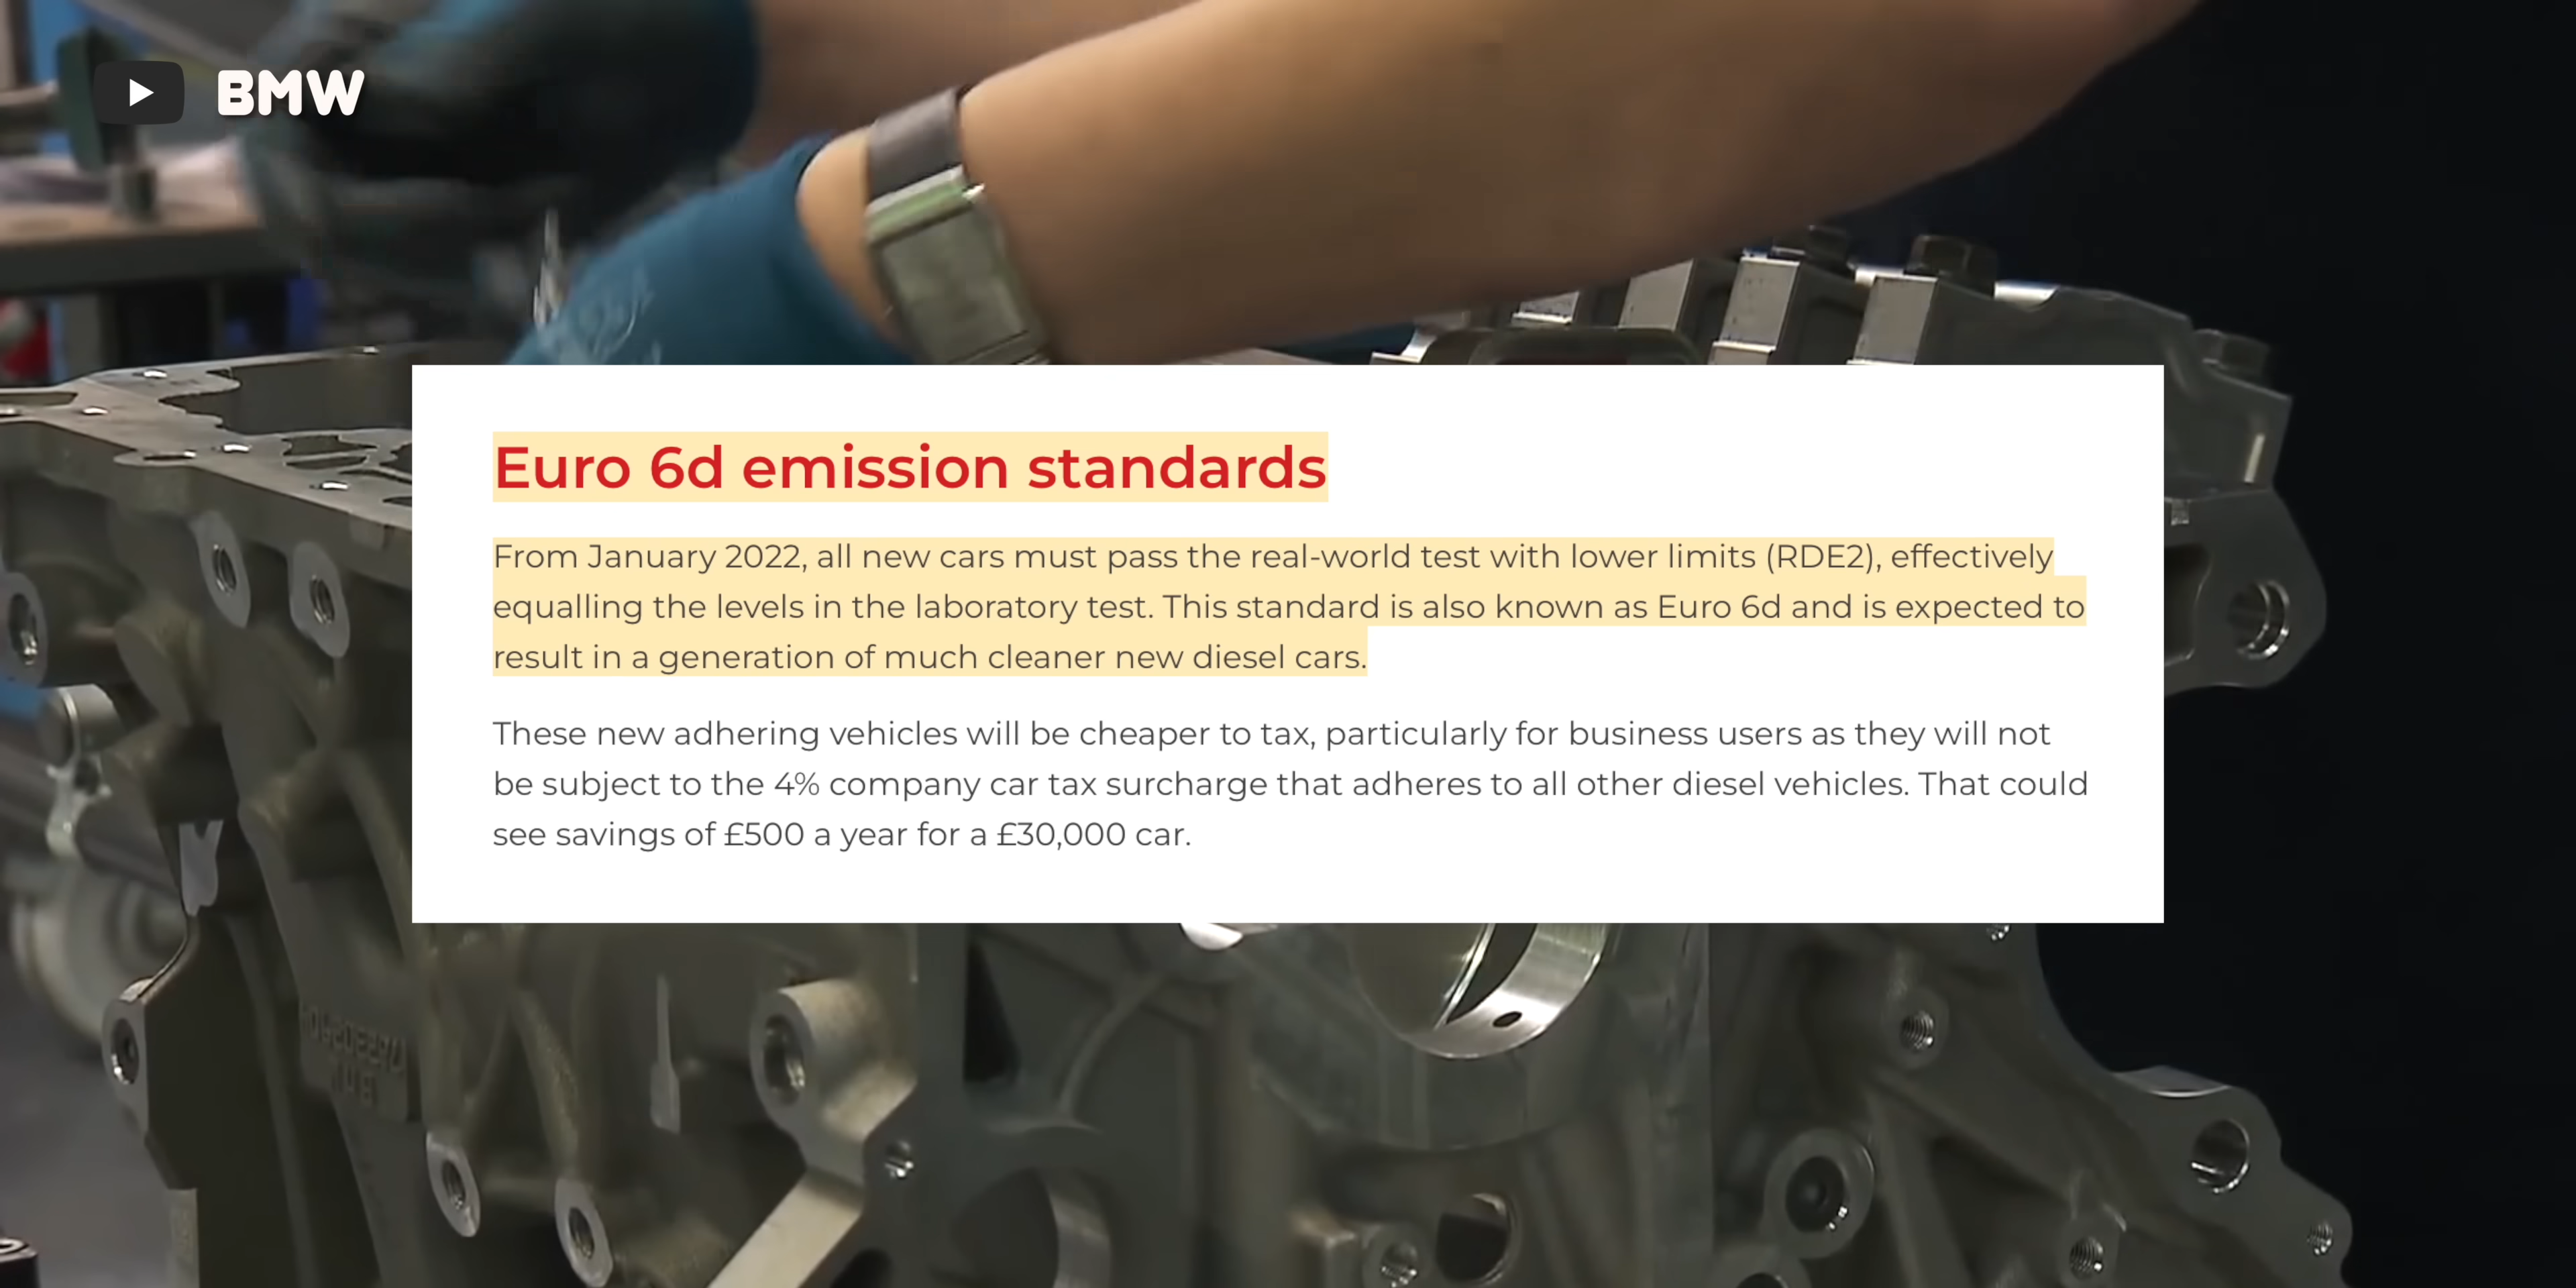 BMW
Euro 6d emission standards
From January 2022, all new cars must pass the real-world test with lower limits (RDE2), effectively
equalling the levels in the laboratory test. This standard is also known as Euro 6d and is expected to
result in a generation of much cleaner new diesel cars.
These new adhering vehicles will be cheaper to tax, particularly for business users as they will not
be subject to the 4% company car tax surcharge that adheres to all other diesel vehicles. That could
see savings of £500 a year for a £30,000 car.